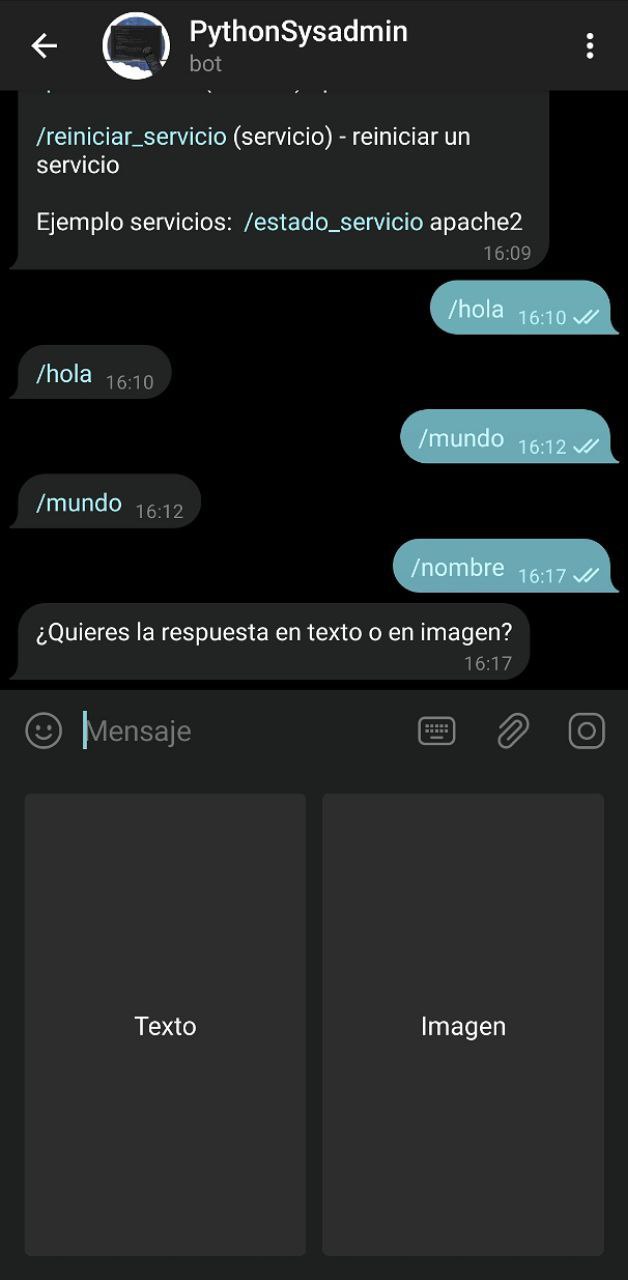 PythonSysadmin
bot
/reiniciar_servicio (servicio) - reiniciar un
servicio
Ejemplo servicios: /estado_servicio apache2
16:09
/hola 16:10
/hola 16:10
/mundo 16:12
/mundo 16:12
/nombre 16:17
¿Quieres la respuesta en texto o en imagen?
16:17
Mensaje
Texto
Imagen